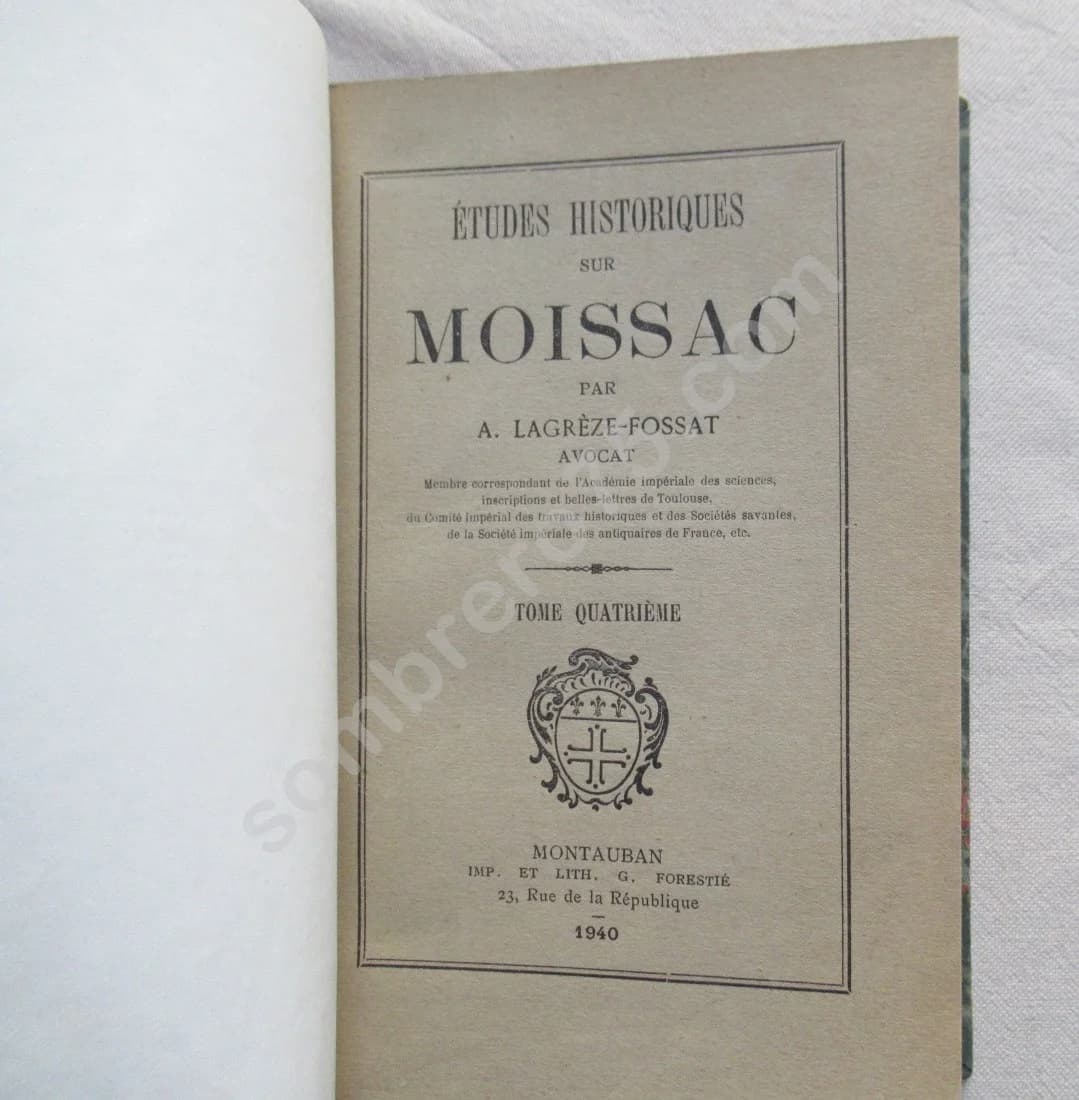 ÉTUDES HISTORIQUES
SUR
MOISSAC
PAR
A. LAGRÈZE-FOSSAT
AVOCAT
Membre correspondant de l'Académie impériale des sciences,
inscriptions et belles-lettres de Toulouse,
du Comité impérial des travaux historiques et des Sociétés savantes,
de la Société impériale des antiquaires de France, etc.
TOME QUATRIÈME
MONTAUBAN
IMP. ET LITH. G. FORESTIÉ
23, Rue de la République
1940
sombrero35.com